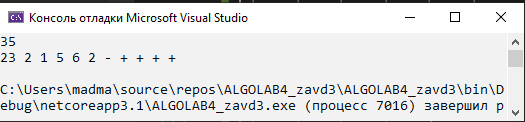 Консоль отладки Microsoft Visual Studio
35
23 2 1 5 6 2 - + + + +
C:\Users\madma\source\repos\ALGOLAB4_zavd3\ALGOLAB4_zavd3\bin\D
ebug\netcoreapp3.1\ALGOLAB4_zavd3.exe (процесс 7016) завершил р